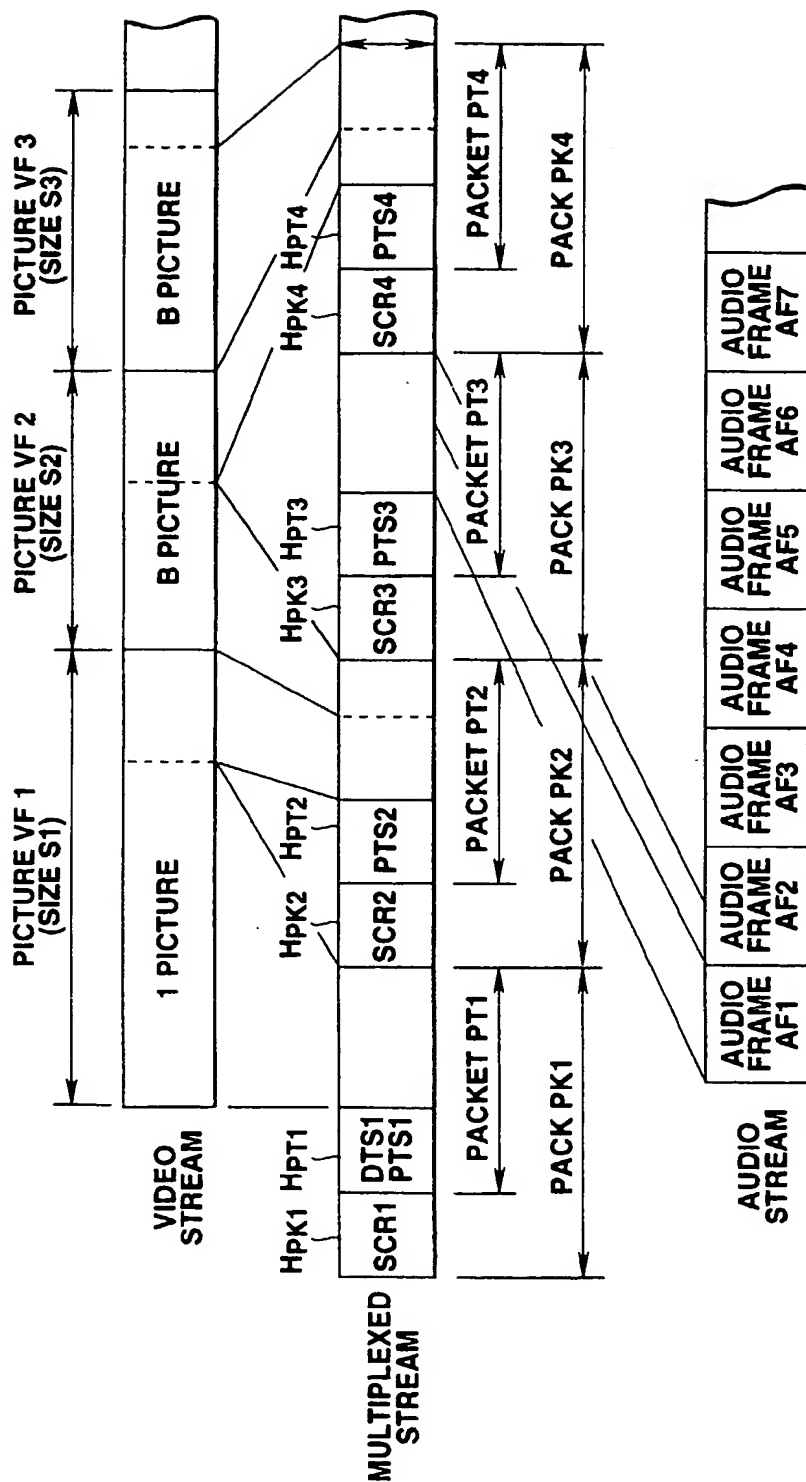 PICTURE VF 1
(SIZE S1)
PICTURE VF 2
(SIZE S2)
PICTURE VF 3
(SIZE S3)
VIDEO
STREAM
1 PICTURE
B PICTURE
B PICTURE
HPK1
HPT1
HPK2
HPT2
HPK3
HPT3
HPK4
HPT4
MULTIPLEXED
STREAM
SCR1
DTS1
PTS1
SCR2
PTS2
SCR3
PTS3
SCR4
PTS4
PACKET PT1
PACKET PT2
PACKET PT3
PACKET PT4
PACK PK1
PACK PK2
PACK PK3
PACK PK4
AUDIO
STREAM
AUDIO
FRAME
AF1
AUDIO
FRAME
AF2
AUDIO
FRAME
AF3
AUDIO
FRAME
AF4
AUDIO
FRAME
AF5
AUDIO
FRAME
AF6
AUDIO
FRAME
AF7